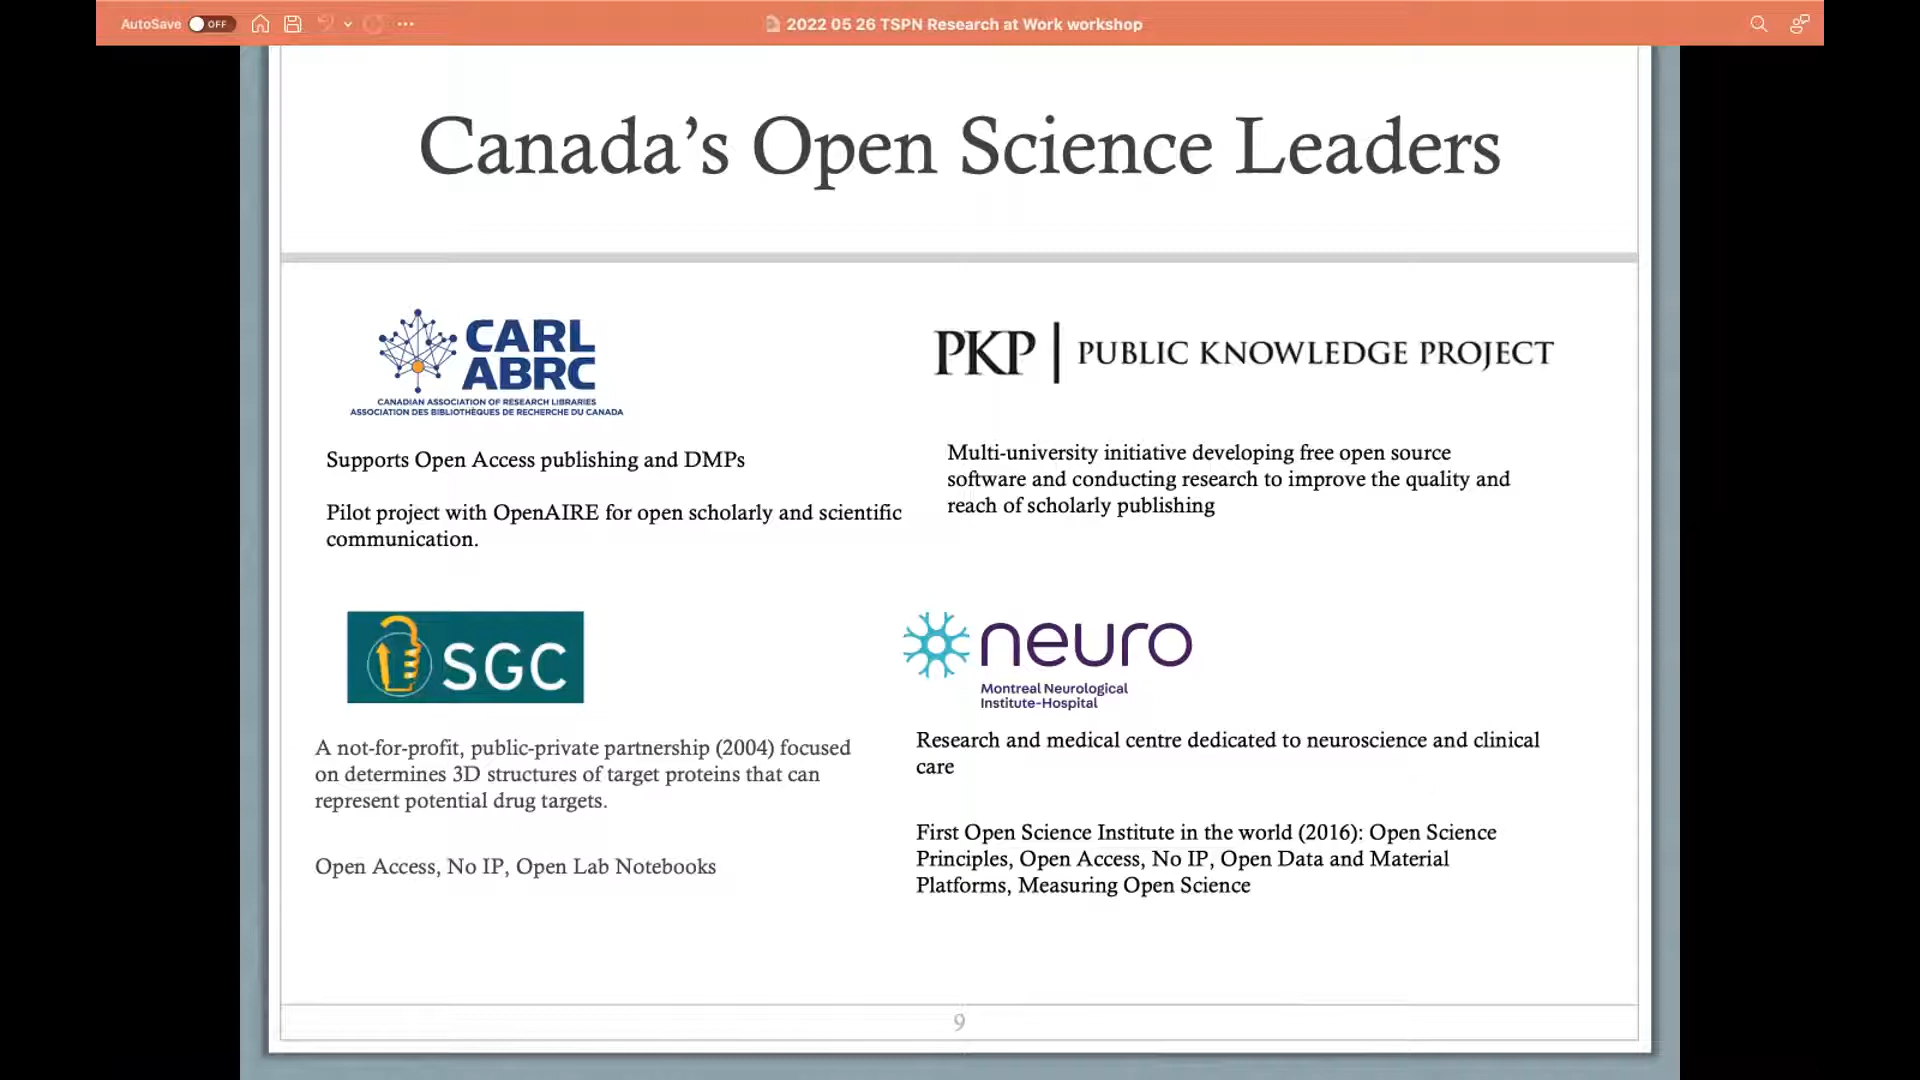 AutoSave OFF
2022 05 26 TSPN Research at Work workshop
Canada's Open Science Leaders
CARL
ABRC
CANADIAN ASSOCIATION OF RESEARCH LIBRARIES
ASSOCIATION DES BIBLIOTHÈQUES DE RECHERCHE DU CANADA
Supports Open Access publishing and DMPs
Pilot project with OpenAIRE for open scholarly and scientific
communication.
PKP | PUBLIC KNOWLEDGE PROJECT
Multi-university initiative developing free open source
software and conducting research to improve the quality and
reach of scholarly publishing
SGC
A not-for-profit, public-private partnership (2004) focused
on determines 3D structures of target proteins that can
represent potential drug targets.
Open Access, No IP, Open Lab Notebooks
neuro
Montreal Neurological
Institute-Hospital
Research and medical centre dedicated to neuroscience and clinical
care
First Open Science Institute in the world (2016): Open Science
Principles, Open Access, No IP, Open Data and Material
Platforms, Measuring Open Science
9